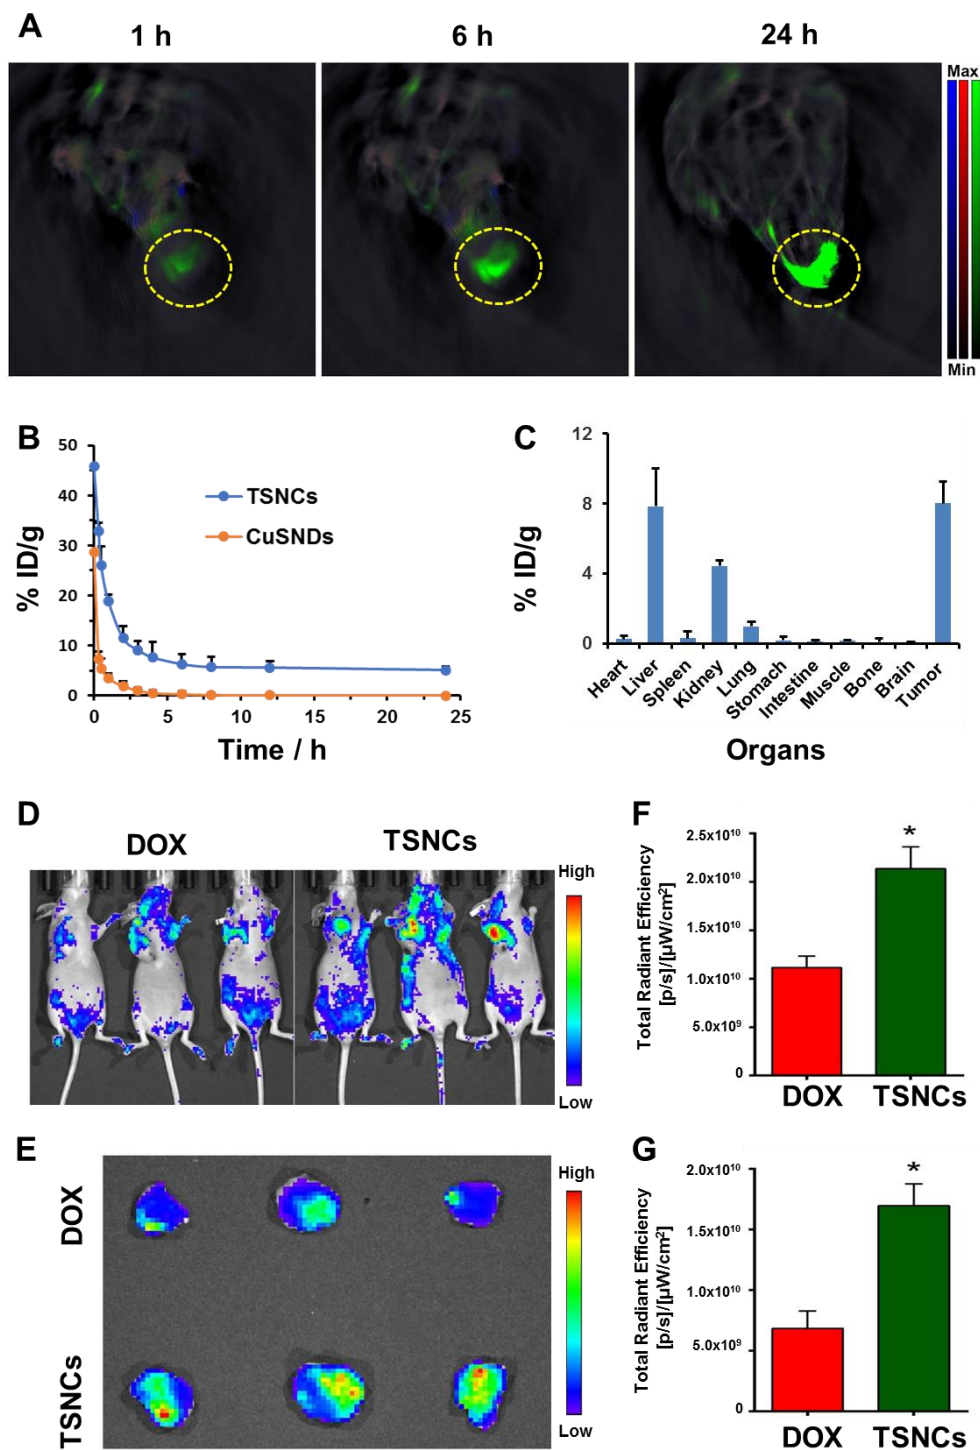 A
1 h
6 h
24 h
Max
Min
B
50
40
30
20
10
0
% ID/g
TSNCs
CuSNDs
0
5
10
15
20
25
Time / h
C
12
8
4
0
% ID/g
Heart
Liver
Spleen
Kidney
Lung
Stomach
Intestine
Muscle
Bone
Brain
Tumor
Organs
D
DOX
TSNCs
High
Low
F
Total Radiant Efficiency
[p/s]/[µW/cm²]
2.5x10¹⁰
2.0x10¹⁰
1.5x10¹⁰
1.0x10¹⁰
5.0x10⁹
0
*
DOX
TSNCs
E
DOX
TSNCs
High
Low
G
Total Radiant Efficiency
[p/s]/[µW/cm²]
2.0x10¹⁰
1.5x10¹⁰
1.0x10¹⁰
5.0x10⁹
0
*
DOX
TSNCs